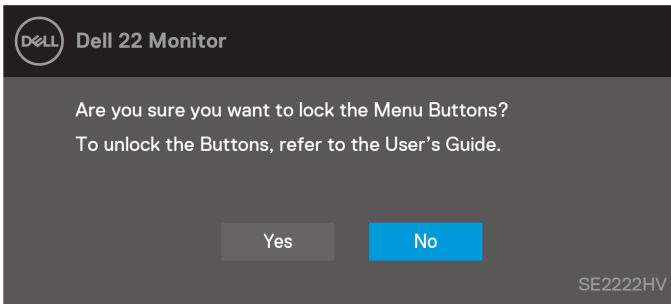 DELL Dell 22 Monitor
Are you sure you want to lock the Menu Buttons?
To unlock the Buttons, refer to the User’s Guide.
Yes No
SE2222HV